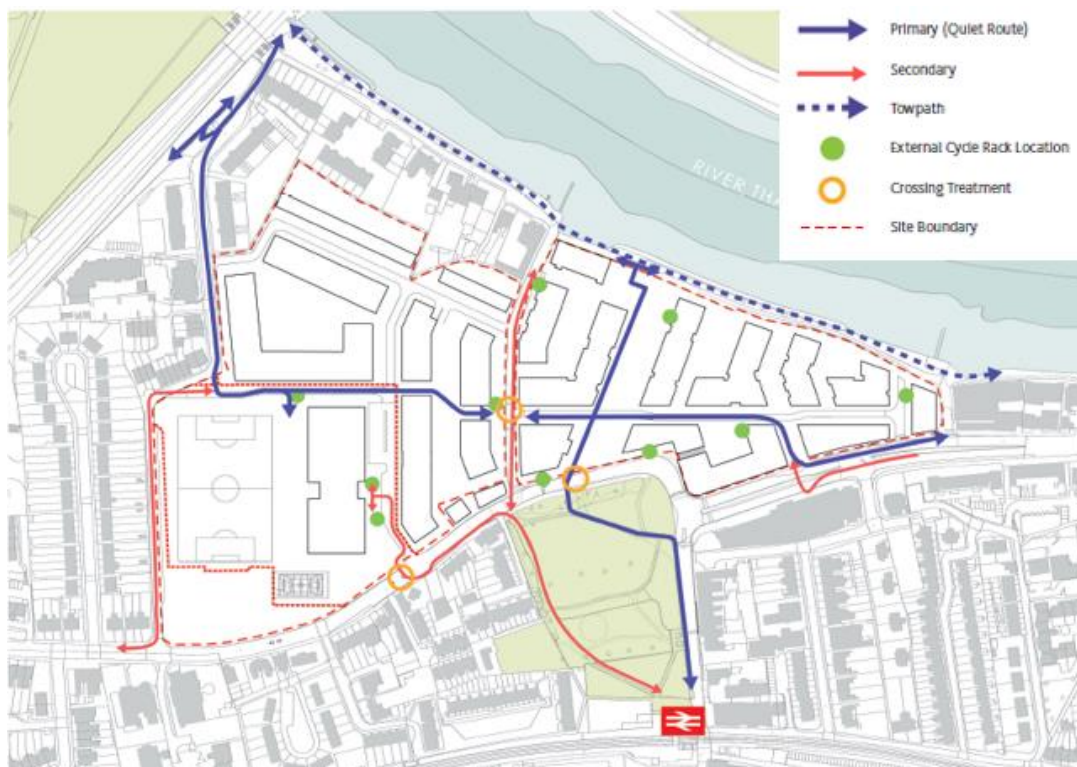 Primary (Quiet Route)
Secondary
Towpath
External Cycle Rack Location
Crossing Treatment
Site Boundary
RIVER THA